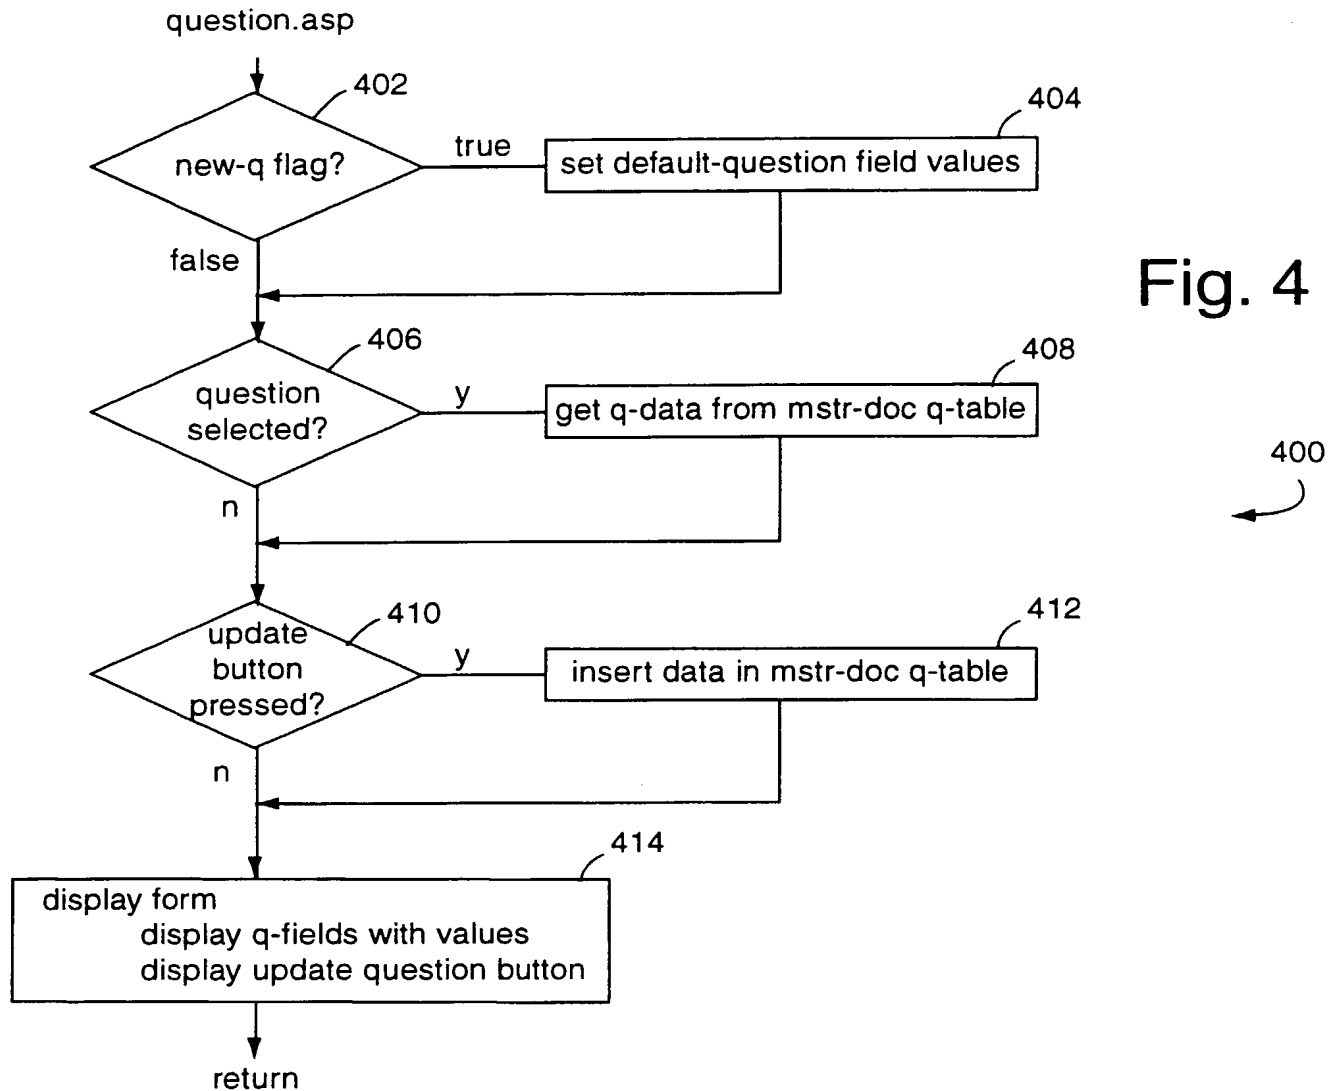 question.asp
402
404
new-q flag?
true
set default-question field values
false
Fig. 4
406
408
question
selected?
y
get q-data from mstr-doc q-table
400
n
410
412
update
button
pressed?
y
insert data in mstr-doc q-table
n
414
display form
display q-fields with values
display update question button
return